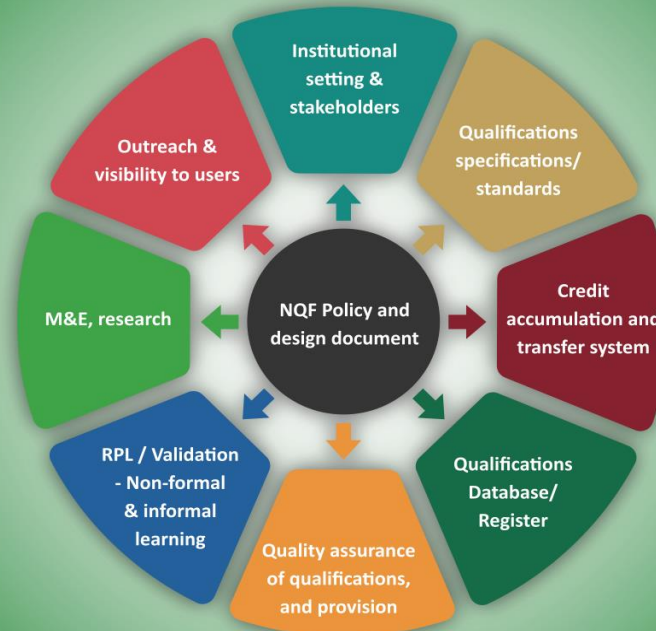 Institutional
setting &
stakeholders
Qualifications
specifications/
standards
Credit
accumulation and
transfer system
Qualifications
Database/
Register
Quality assurance
of qualifications,
and provision
RPL / Validation
- Non-formal
& informal
learning
M&E, research
Outreach &
visibility to users
NQF Policy and
design document